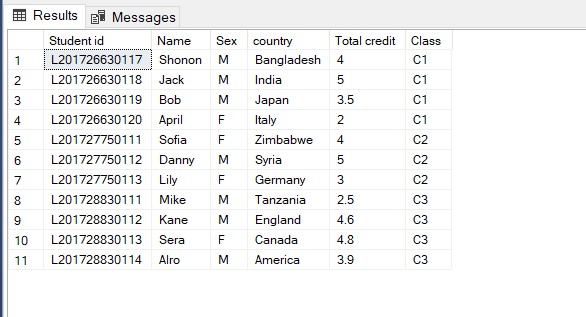 Results Messages
Student id Name Sex country Total credit Class
1 L201726630117 Shonon M Bangladesh 4 C1
2 L201726630118 Jack M India 5 C1
3 L201726630119 Bob M Japan 3.5 C1
4 L201726630120 April F Italy 2 C1
5 L201727750111 Sofia F Zimbabwe 4 C2
6 L201727750112 Danny M Syria 5 C2
7 L201727750113 Lily F Germany 3 C2
8 L201728830111 Mike M Tanzania 2.5 C3
9 L201728830112 Kane M England 4.6 C3
10 L201728830113 Sera F Canada 4.8 C3
11 L201728830114 Alro M America 3.9 C3